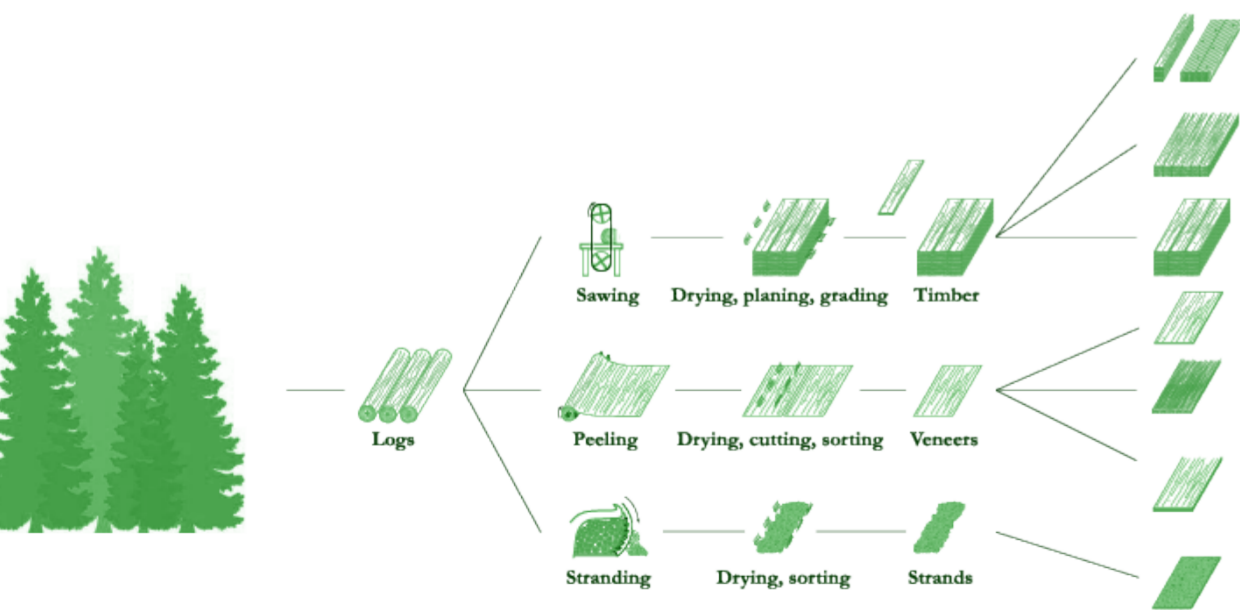 Sawing
Drying, planing, grading
Timber
Logs
Peeling
Drying, cutting, sorting
Veneers
Stranding
Drying, sorting
Strands